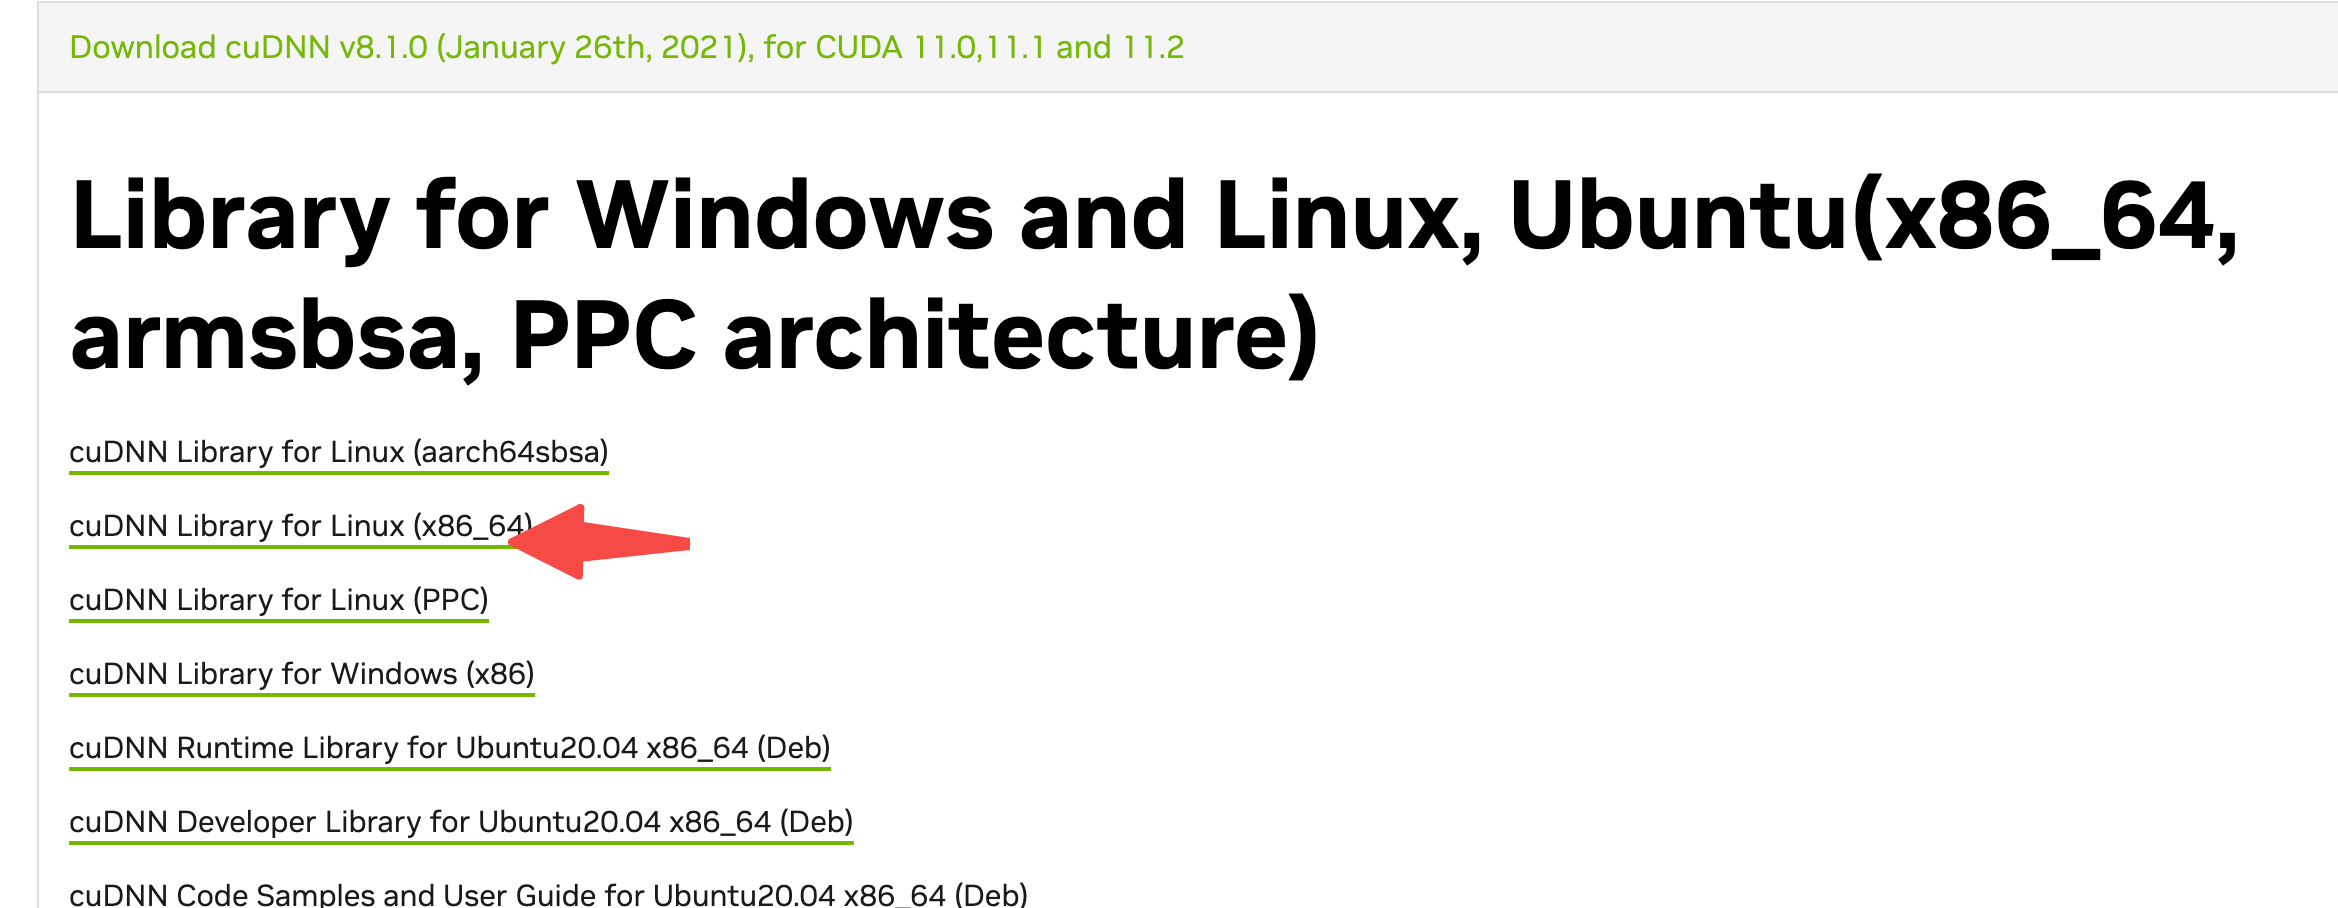 Download cuDNN v8.1.0 (January 26th, 2021), for CUDA 11.0,11.1 and 11.2
Library for Windows and Linux, Ubuntu(x86_64,
armsbsa, PPC architecture)
cuDNN Library for Linux (aarch64sbsa)
cuDNN Library for Linux (x86_64)
cuDNN Library for Linux (PPC)
cuDNN Library for Windows (x86)
cuDNN Runtime Library for Ubuntu20.04 x86_64 (Deb)
cuDNN Developer Library for Ubuntu20.04 x86_64 (Deb)
cuDNN Code Samples and User Guide for Ubuntu20.04 x86_64 (Deb)